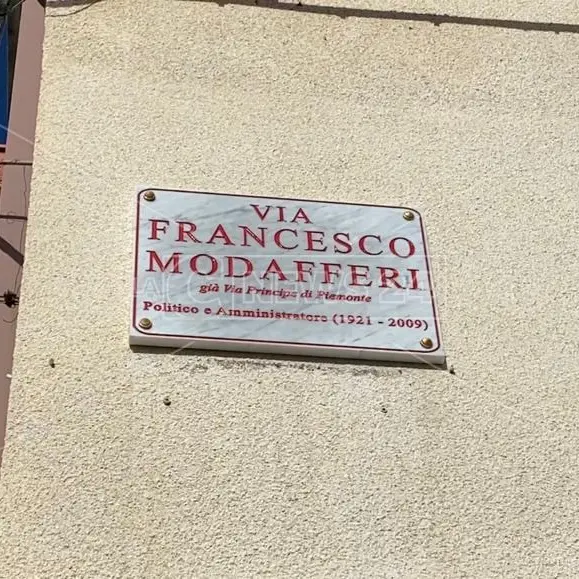 VIA
FRANCESCO
MODAFFERI
già Via Principe di Piemonte
Politico e Amministratore (1921 - 2009)